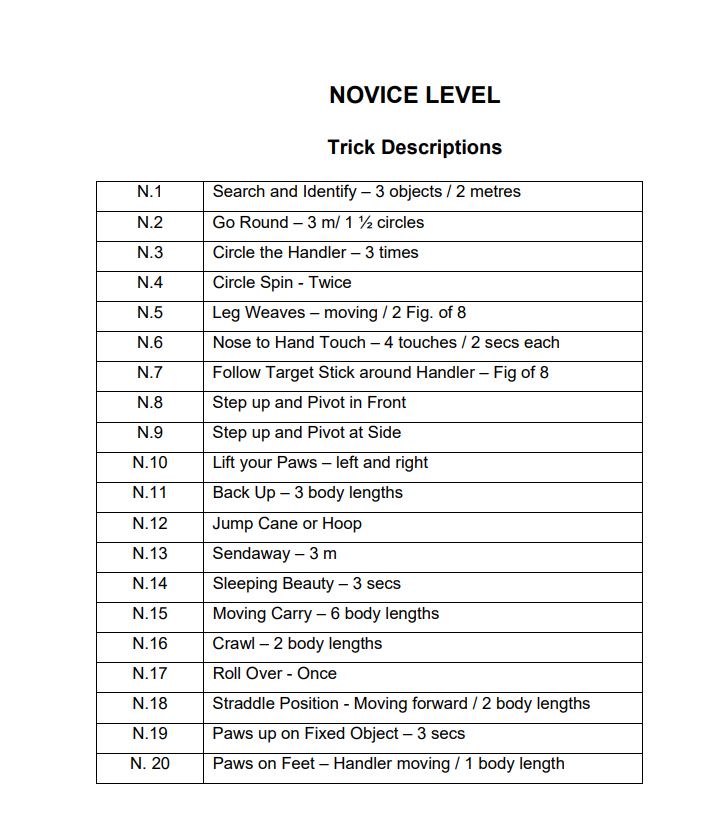 NOVICE LEVEL
Trick Descriptions
N.1 Search and Identify – 3 objects / 2 metres
N.2 Go Round – 3 m/ 1 ½ circles
N.3 Circle the Handler – 3 times
N.4 Circle Spin - Twice
N.5 Leg Weaves – moving / 2 Fig. of 8
N.6 Nose to Hand Touch – 4 touches / 2 secs each
N.7 Follow Target Stick around Handler – Fig of 8
N.8 Step up and Pivot in Front
N.9 Step up and Pivot at Side
N.10 Lift your Paws – left and right
N.11 Back Up – 3 body lengths
N.12 Jump Cane or Hoop
N.13 Sendaway – 3 m
N.14 Sleeping Beauty – 3 secs
N.15 Moving Carry – 6 body lengths
N.16 Crawl – 2 body lengths
N.17 Roll Over - Once
N.18 Straddle Position - Moving forward / 2 body lengths
N.19 Paws up on Fixed Object – 3 secs
N. 20 Paws on Feet – Handler moving / 1 body length